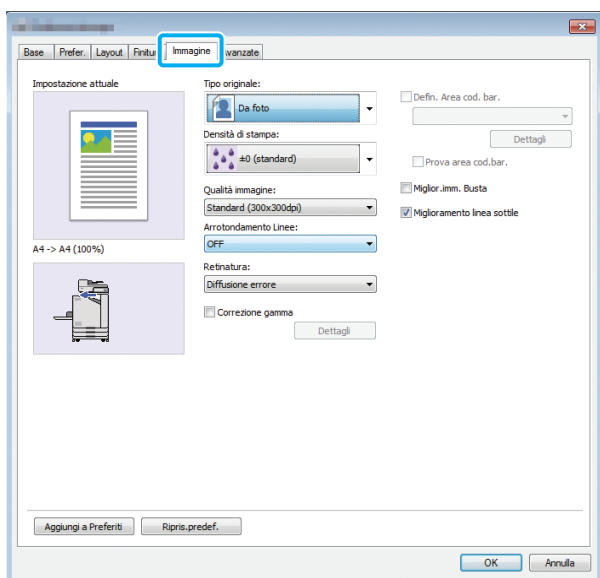 Base Prefer. Layout Finitur Immagine vanzate
Impostazione attuale
A4 -> A4 (100%)
Tipo originale:
Da foto
Densità di stampa:
±0 (standard)
Qualità immagine:
Standard (300x300dpi)
Arrotondamento Linee:
OFF
Retinatura:
Diffusione errore
Correzione gamma
Dettagli
Defin. Area cod. bar.
Dettagli
Prova area cod.bar.
Miglior.imm. Busta
Miglioramento linea sottile
Aggiungi a Preferiti Ripris.predef.
OK Annulla